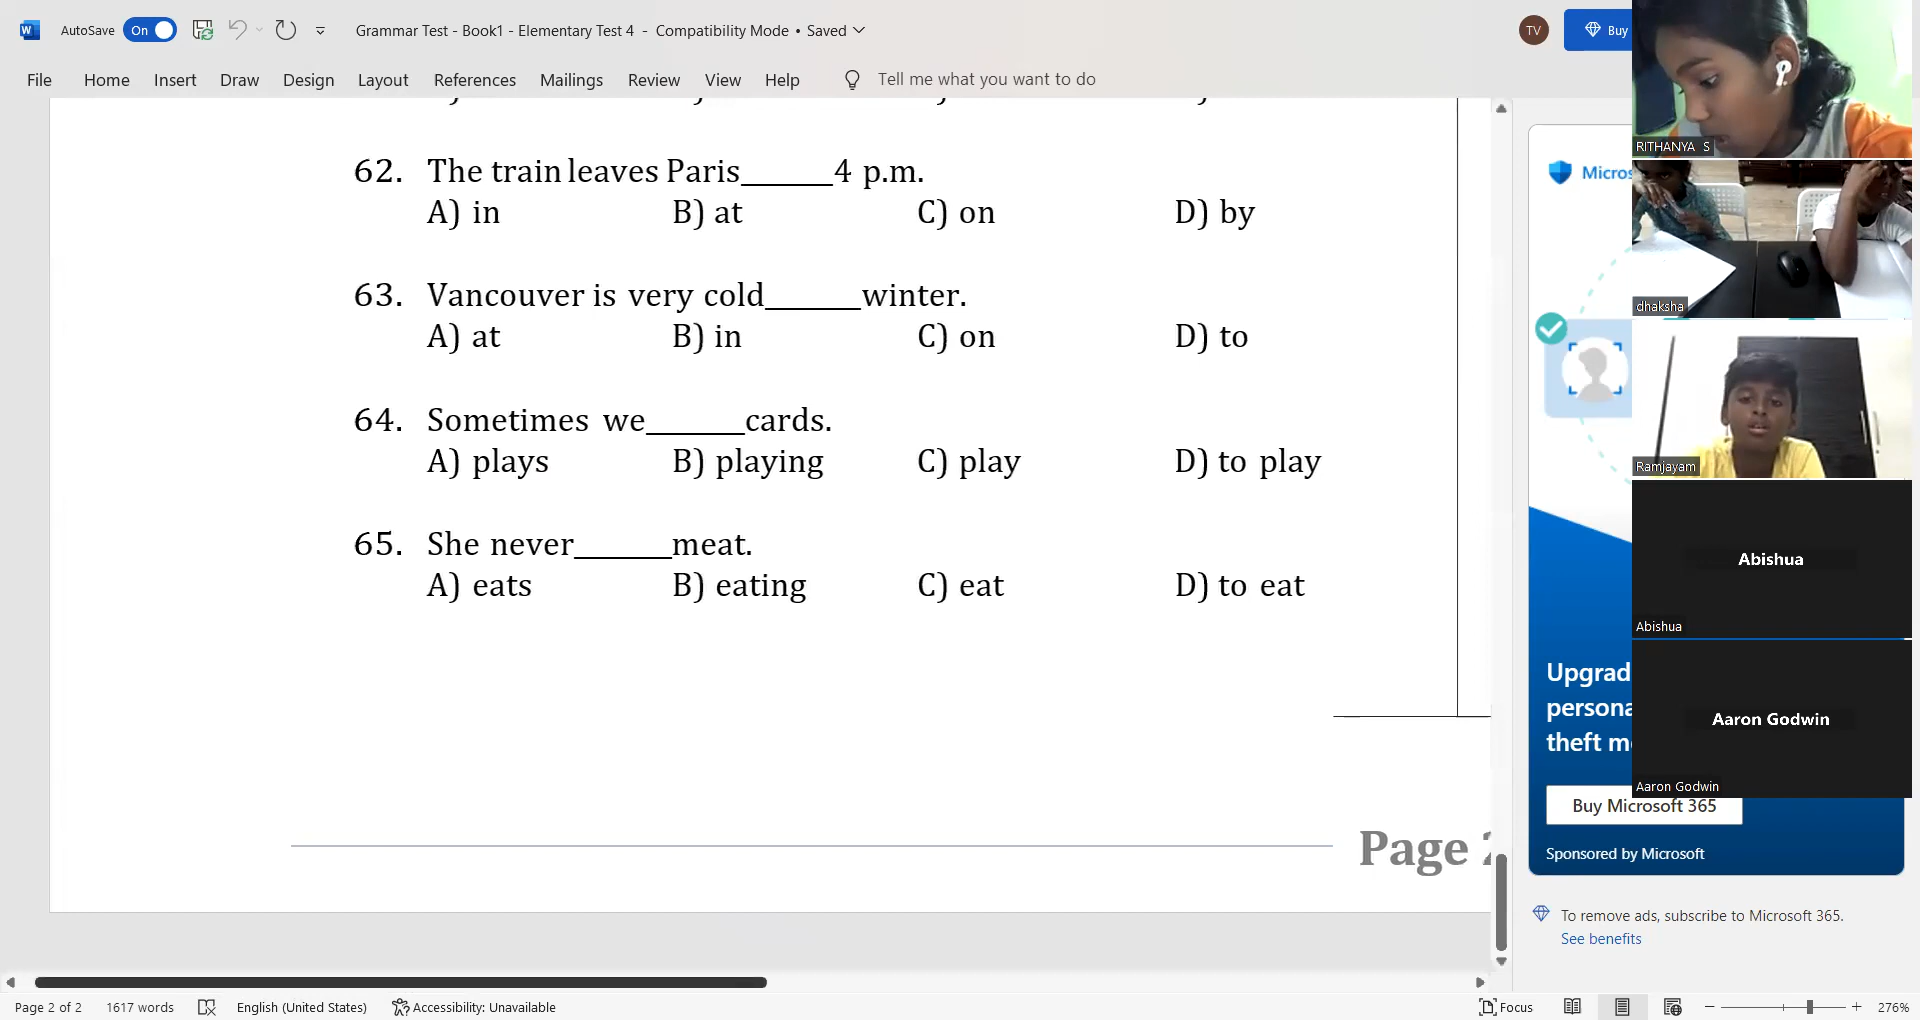 AutoSave On
Grammar Test - Book1 - Elementary Test 4 - Compatibility Mode • Saved
TV
Buy
File Home Insert Draw Design Layout References Mailings Review View Help Tell me what you want to do
62. The train leaves Paris______4 p.m.
A) in B) at C) on D) by
63. Vancouver is very cold______winter.
A) at B) in C) on D) to
64. Sometimes we______cards.
A) plays B) playing C) play D) to play
65. She never______meat.
A) eats B) eating C) eat D) to eat
Page
RITHANYA S
dhaksha
Ramjayam
Abishua
Abishua
Aaron Godwin
Aaron Godwin
Buy Microsoft 365
Sponsored by Microsoft
To remove ads, subscribe to Microsoft 365.
See benefits
Page 2 of 2 1617 words English (United States) Accessibility: Unavailable
Focus 276%